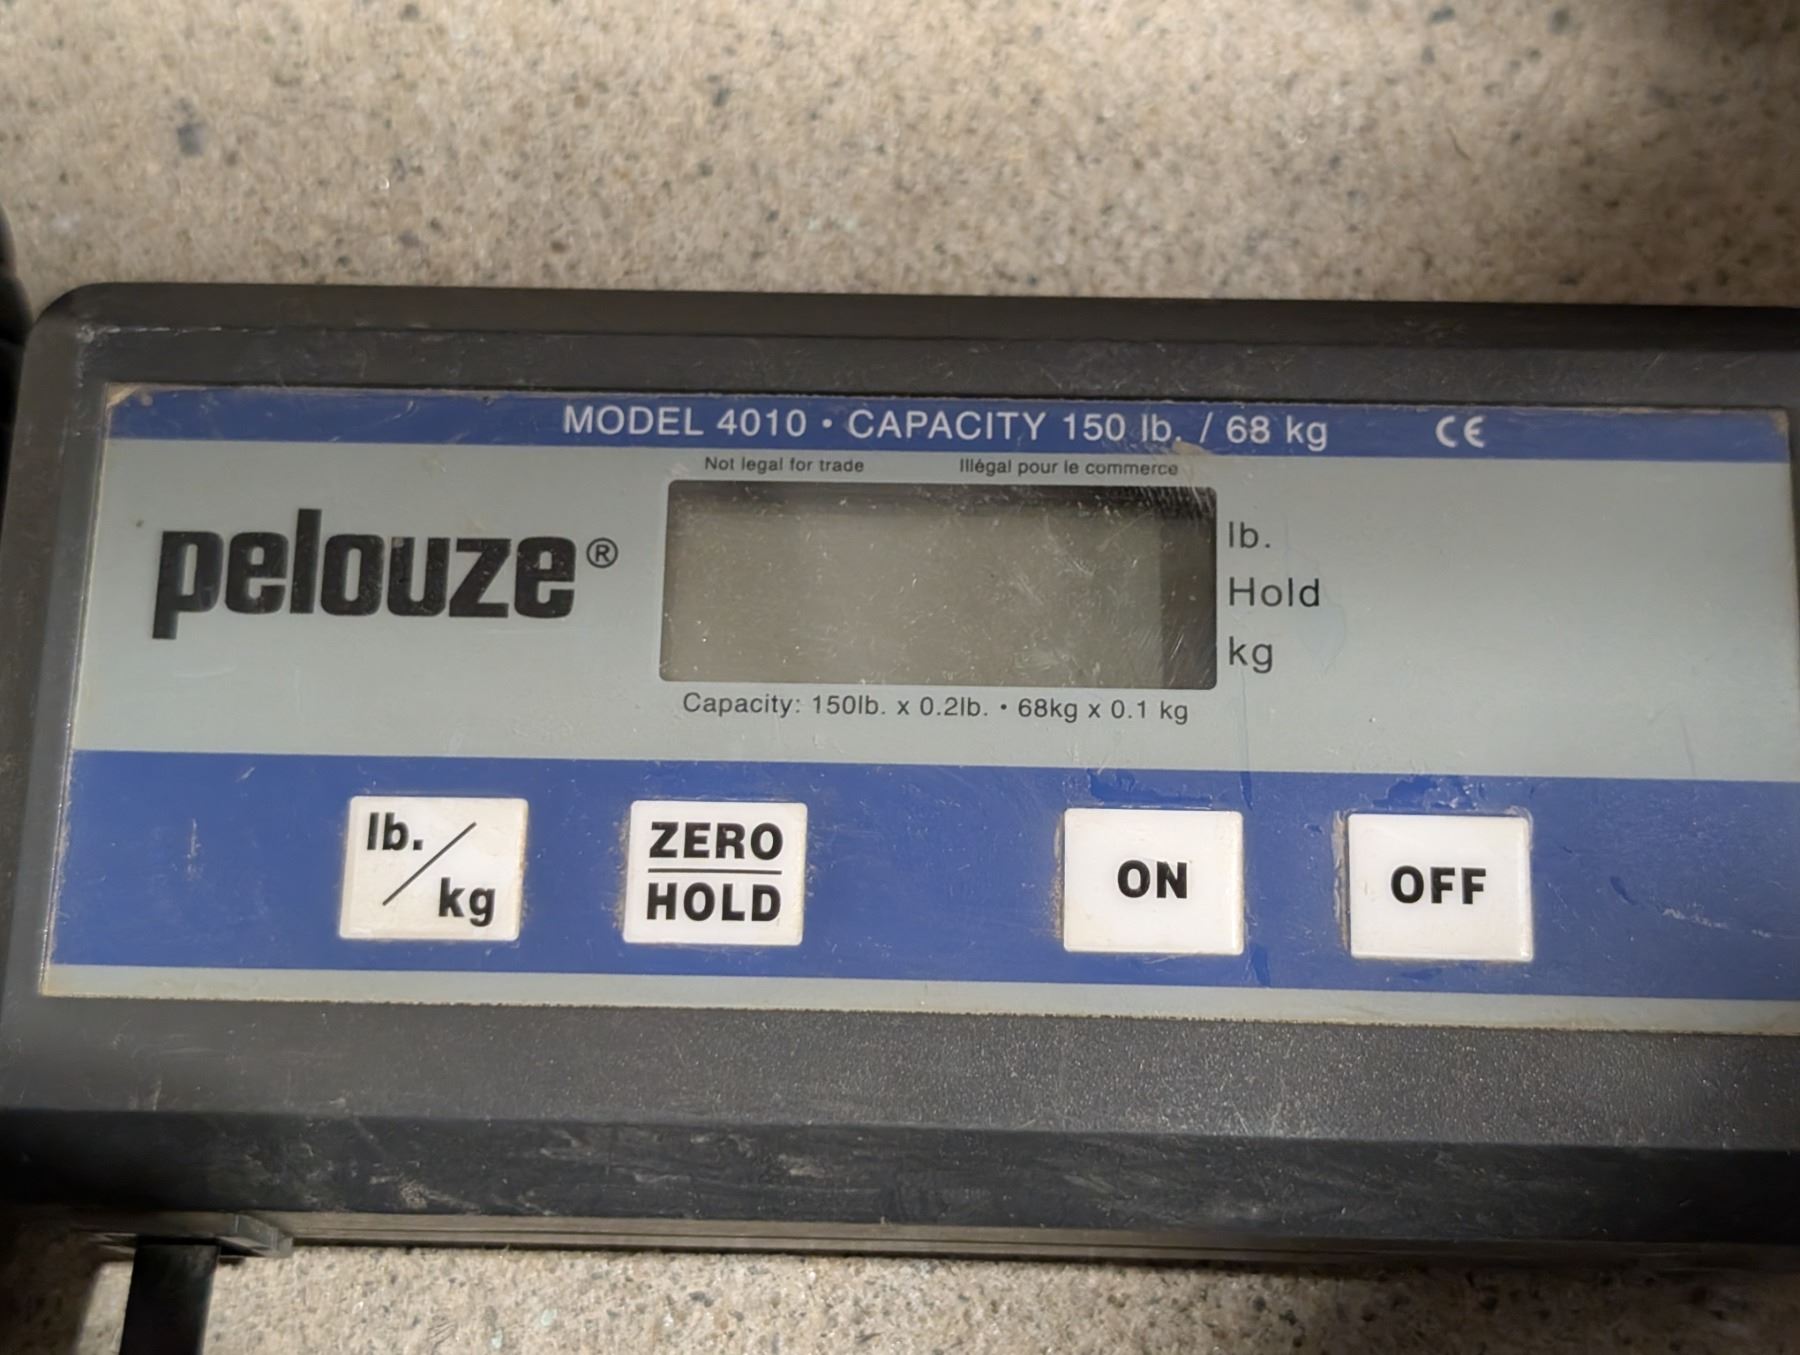 MODEL 4010 • CAPACITY 150 lb. / 68 kg CE
Not legal for trade Illégal pour le commerce
pelouze®
lb.
Hold
kg
Capacity: 150lb. x 0.2lb. • 68kg x 0.1 kg
lb./kg
ZERO
HOLD
ON
OFF